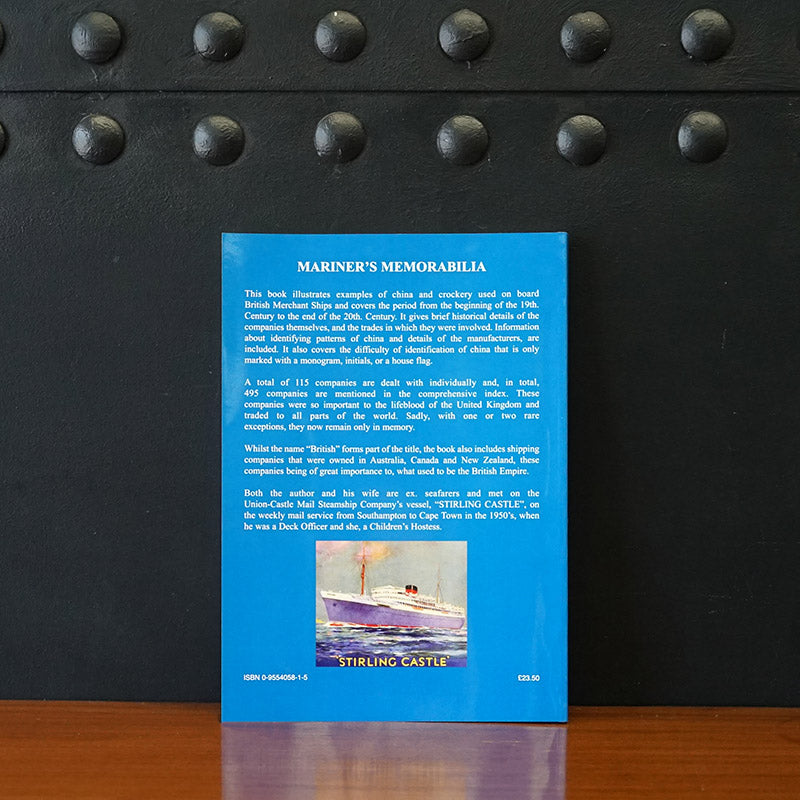 MARINER'S MEMORABILIA
This book illustrates examples of china and crockery used on board
British Merchant Ships and covers the period from the beginning of the 19th.
Century to the end of the 20th. Century. It gives brief historical details of the
companies themselves, and the trades in which they were involved. Information
about identifying patterns of china and details of the manufacturers, are
included. It also covers the difficulty of identification of china that is only
marked with a monogram, initials, or a house flag.
A total of 115 companies are dealt with individually and, in total,
495 companies are mentioned in the comprehensive index. These
companies were so important to the lifeblood of the United Kingdom and
traded to all parts of the world. Sadly, with one or two rare
exceptions, they now remain only in memory.
Whilst the name "British" forms part of the title, the book also includes shipping
companies that were owned in Australia, Canada and New Zealand, these
companies being of great importance to, what used to be the British Empire.
Both the author and his wife are ex. seafarers and met on the
Union-Castle Mail Steamship Company's vessel, "STIRLING CASTLE", on
the weekly mail service from Southampton to Cape Town in the 1950's, when
he was a Deck Officer and she, a Children's Hostess.
"STIRLING CASTLE"
ISBN 0-9554058-1-5
£23.50